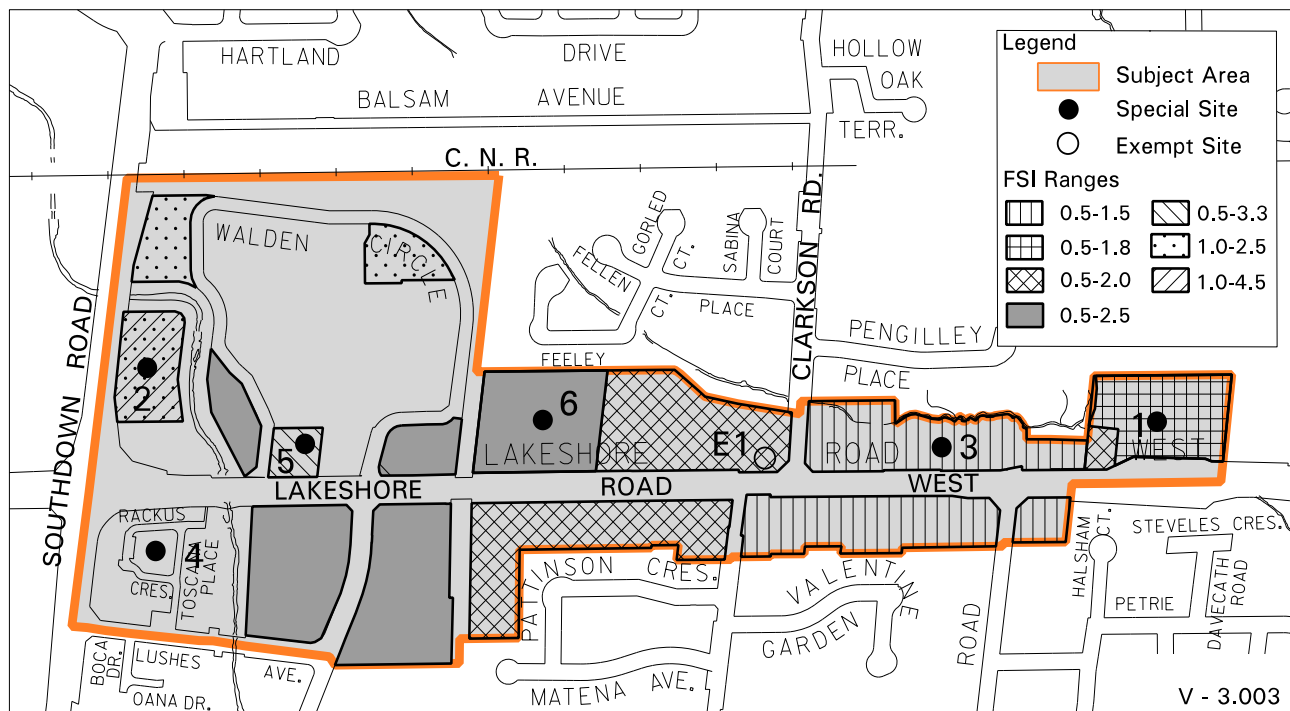 HARTLAND DRIVE
BALSAM AVENUE
HOLLOW
OAK
TERR.
C. N. R.
CLARKSON RD.
WALDEN CIRCLE
GORLED
CT.
SABINA
COURT
FELLEN
CT.
PLACE
FEELEY
PENGILLEY
PLACE
SOUTHDOWN ROAD
2
5
6
E1
3
1
4
LAKESHORE ROAD WEST
LAKESHORE ROAD WEST
RACKUS
CRES.
TOSCANA
PLACE
BOCA
DR.
LUSHES AVE.
OANA DR.
PATTINSON CRES.
VALENTINE
GARDEN
ROAD
MATENA AVE.
HALSHAM
CT.
STEVELES CRES.
PETRIE
DAVECATH
ROAD
Legend
Subject Area
Special Site
Exempt Site
FSI Ranges
0.5-1.5
0.5-1.8
0.5-2.0
0.5-2.5
0.5-3.3
1.0-2.5
1.0-4.5
V - 3.003